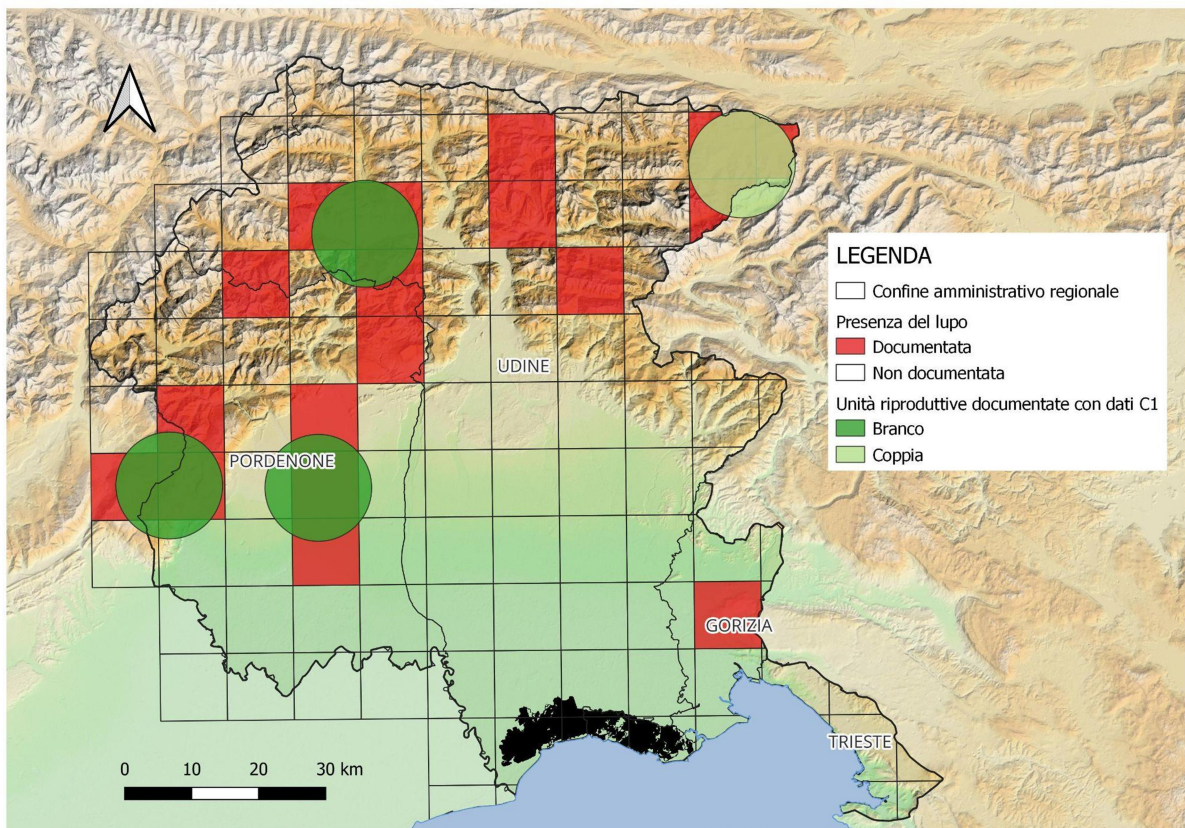 LEGENDA
Confine amministrativo regionale
Presenza del lupo
Documentata
Non documentata
Unità riproduttive documentate con dati C1
Branco
Coppia
UDINE
PORDENONE
GORIZIA
TRIESTE
0 10 20 30 km